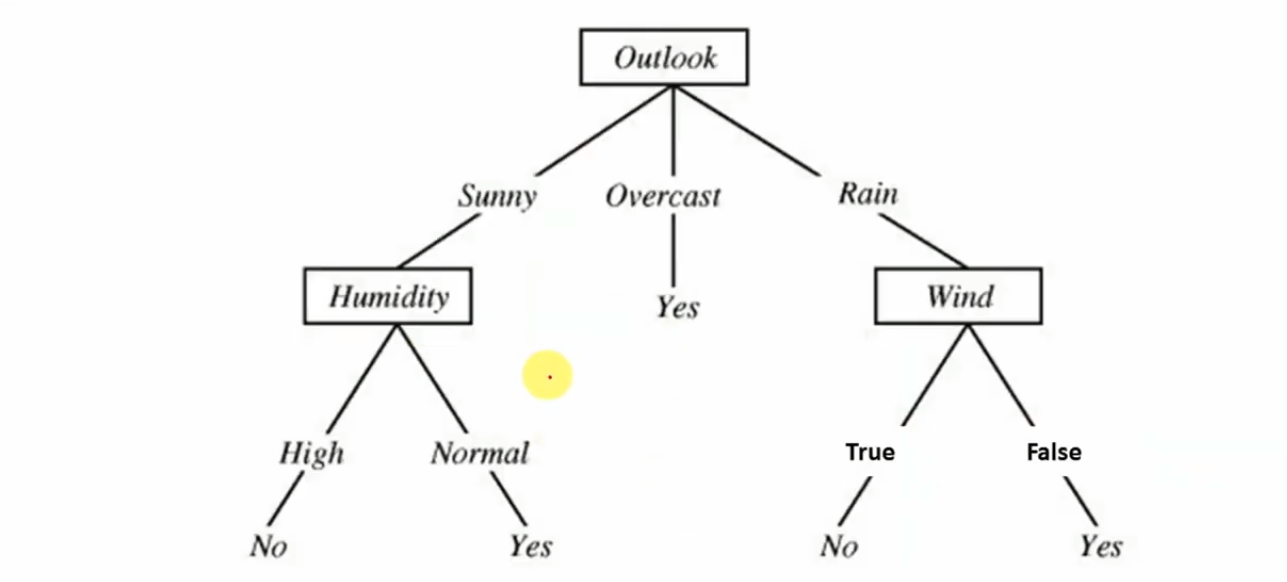 Outlook
Sunny Overcast Rain
Humidity Yes Wind
High Normal True False
No Yes No Yes